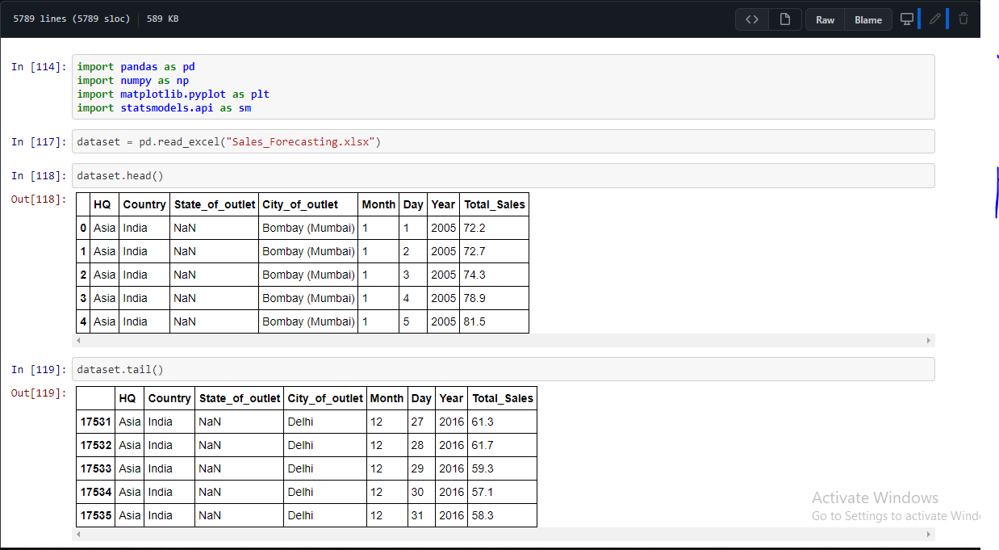 5789 lines (5789 sloc) 589 KB <> Raw Blame
In [114]: import pandas as pd
import numpy as np
import matplotlib.pyplot as plt
import statsmodels.api as sm
In [117]: dataset = pd.read_excel("Sales_Forecasting.xlsx")
In [118]: dataset.head()
Out[118]:
HQ Country State_of_outlet City_of_outlet Month Day Year Total_Sales
0 Asia India NaN Bombay (Mumbai) 1 1 2005 72.2
1 Asia India NaN Bombay (Mumbai) 1 2 2005 72.7
2 Asia India NaN Bombay (Mumbai) 1 3 2005 74.3
3 Asia India NaN Bombay (Mumbai) 1 4 2005 78.9
4 Asia India NaN Bombay (Mumbai) 1 5 2005 81.5
In [119]: dataset.tail()
Out[119]:
HQ Country State_of_outlet City_of_outlet Month Day Year Total_Sales
17531 Asia India NaN Delhi 12 27 2016 61.3
17532 Asia India NaN Delhi 12 28 2016 61.7
17533 Asia India NaN Delhi 12 29 2016 59.3
17534 Asia India NaN Delhi 12 30 2016 57.1
17535 Asia India NaN Delhi 12 31 2016 58.3
Activate Windows
Go to Settings to activate Windo